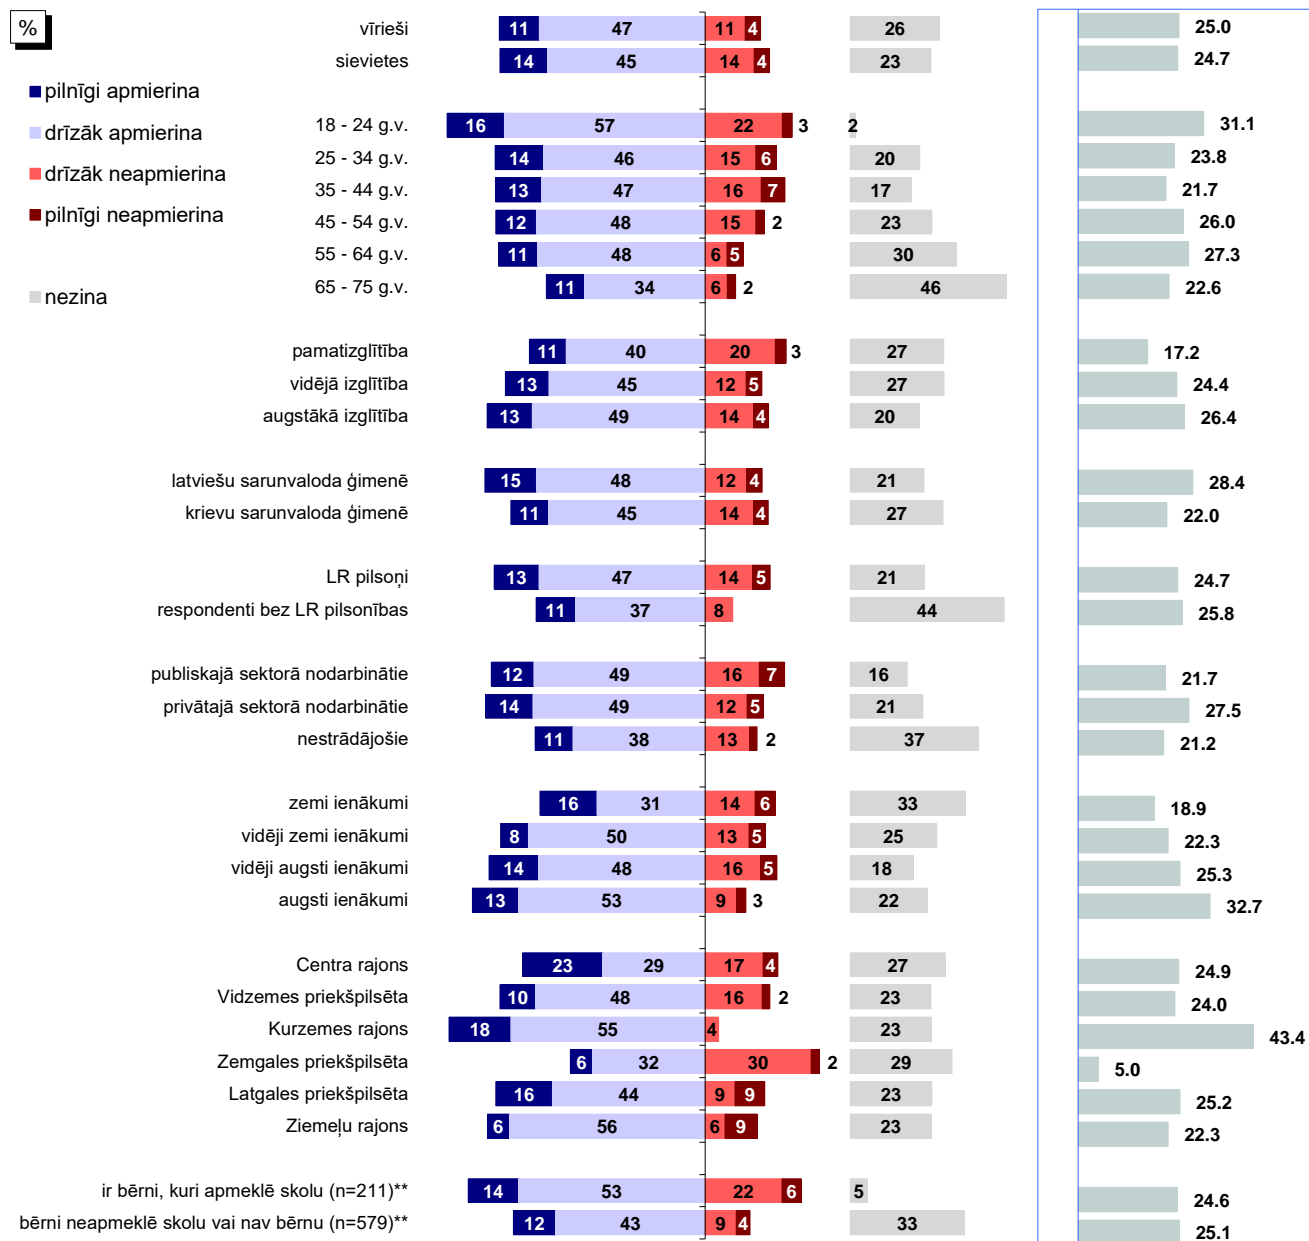 %
pilnīgi apmierina
drīzāk apmierina
drīzāk neapmierina
pilnīgi neapmierina
nezina
vīrieši 11 47 11 4 26 25.0
sievietes 14 45 14 4 23 24.7
18 - 24 g.v. 16 57 22 3 2 31.1
25 - 34 g.v. 14 46 15 6 20 23.8
35 - 44 g.v. 13 47 16 7 17 21.7
45 - 54 g.v. 12 48 15 2 23 26.0
55 - 64 g.v. 11 48 6 5 30 27.3
65 - 75 g.v. 11 34 6 2 46 22.6
pamatizglītība 11 40 20 3 27 17.2
vidējā izglītība 13 45 12 5 27 24.4
augstākā izglītība 13 49 14 4 20 26.4
latviešu sarunvaloda ģimenē 15 48 12 4 21 28.4
krievu sarunvaloda ģimenē 11 45 14 4 27 22.0
LR pilsoņi 13 47 14 5 21 24.7
respondenti bez LR pilsonības 11 37 8 44 25.8
publiskajā sektorā nodarbinātie 12 49 16 7 16 21.7
privātajā sektorā nodarbinātie 14 49 12 5 21 27.5
nestrādājošie 11 38 13 2 37 21.2
zemi ienākumi 16 31 14 6 33 18.9
vidēji zemi ienākumi 8 50 13 5 25 22.3
vidēji augsti ienākumi 14 48 16 5 18 25.3
augsti ienākumi 13 53 9 3 22 32.7
Centra rajons 23 29 17 4 27 24.9
Vidzemes priekšpilsēta 10 48 16 2 23 24.0
Kurzemes rajons 18 55 4 23 43.4
Zemgales priekšpilsēta 6 32 30 2 29 5.0
Latgales priekšpilsēta 16 44 9 9 23 25.2
Ziemeļu rajons 6 56 6 9 23 22.3
ir bērni, kuri apmeklē skolu (n=211)** 14 53 22 6 5 24.6
bērni neapmeklē skolu vai nav bērnu (n=579)** 12 43 9 4 33 25.1